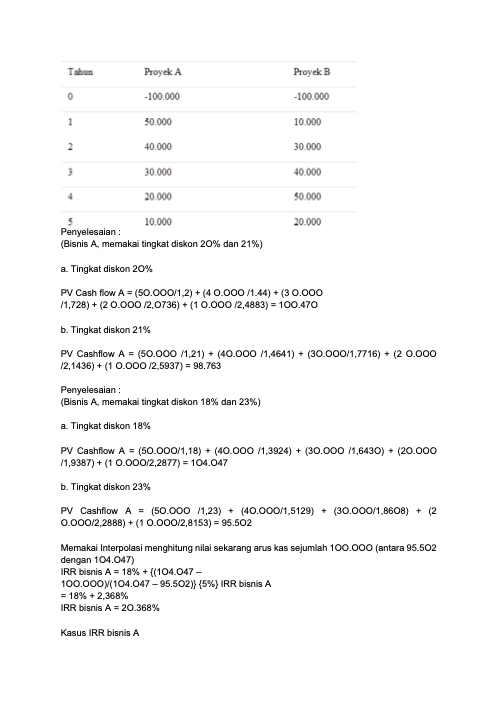 Tahun Proyek A Proyek B
0 -100.000 -100.000
1 50.000 10.000
2 40.000 30.000
3 30.000 40.000
4 20.000 50.000
5 10.000 20.000
Penyelesaian :
(Bisnis A, memakai tingkat diskon 2O% dan 21%)
a. Tingkat diskon 2O%
PV Cash flow A = (5O.OOO/1,2) + (4 O.OOO /1.44) + (3 O.OOO
/1,728) + (2 O.OOO /2,O736) + (1 O.OOO /2,4883) = 1OO.47O
b. Tingkat diskon 21%
PV Cashflow A = (5O.OOO /1,21) + (4O.OOO /1,4641) + (3O.OOO/1,7716) + (2 O.OOO
/2,1436) + (1 O.OOO /2,5937) = 98.763
Penyelesaian :
(Bisnis A, memakai tingkat diskon 18% dan 23%)
a. Tingkat diskon 18%
PV Cashflow A = (5O.OOO/1,18) + (4O.OOO /1,3924) + (3O.OOO /1,643O) + (2O.OOO
/1,9387) + (1 O.OOO/2,2877) = 1O4.O47
b. Tingkat diskon 23%
PV Cashflow A = (5O.OOO /1,23) + (4O.OOO/1,5129) + (3O.OOO/1,86O8) + (2
O.OOO/2,2888) + (1 O.OOO/2,8153) = 95.5O2
Memakai Interpolasi menghitung nilai sekarang arus kas sejumlah 1OO.OOO (antara 95.5O2
dengan 1O4.O47)
IRR bisnis A = 18% + {(1O4.O47 –
1OO.OOO)/(1O4.O47 – 95.5O2)} {5%} IRR bisnis A
= 18% + 2,368%
IRR bisnis A = 2O.368%
Kasus IRR bisnis A